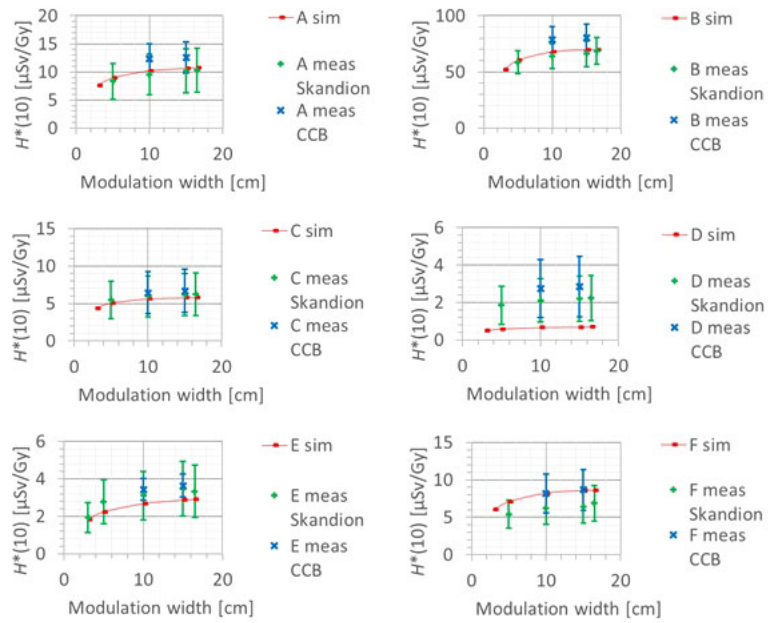 H*(10) [µSv/Gy]
20
15
10
5
0
0 10 20
Modulation width [cm]
A sim
A meas
Skandion
A meas
CCB
H*(10) [µSv/Gy]
100
50
0
0 10 20
Modulation width [cm]
B sim
B meas
Skandion
B meas
CCB
H*(10) [µSv/Gy]
15
10
5
0
0 10 20
Modulation width [cm]
C sim
C meas
Skandion
C meas
CCB
H*(10) [µSv/Gy]
6
4
2
0
0 10 20
Modulation width [cm]
D sim
D meas
Skandion
D meas
CCB
H*(10) [µSv/Gy]
6
4
2
0
0 10 20
Modulation width [cm]
E sim
E meas
Skandion
E meas
CCB
H*(10) [µSv/Gy]
15
10
5
0
0 10 20
Modulation width [cm]
F sim
F meas
Skandion
F meas
CCB